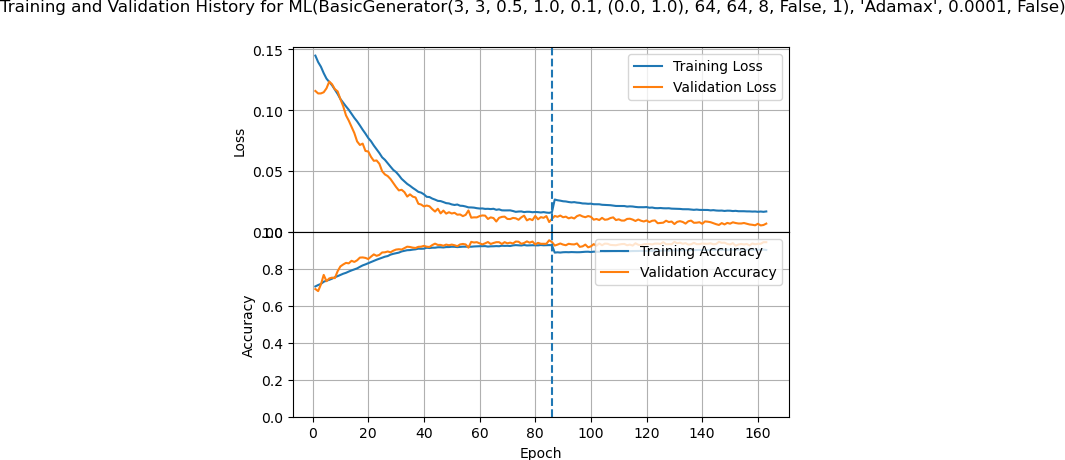 Training and Validation History for ML(BasicGenerator(3, 3, 0.5, 1.0, 0.1, (0.0, 1.0), 64, 64, 8, False, 1), 'Adamax', 0.0001, False)
0.15
0.10
0.05
Loss
Training Loss
Validation Loss
0.00
1.0
0.8
0.6
0.4
0.2
0.0
Accuracy
Training Accuracy
Validation Accuracy
0 20 40 60 80 100 120 140 160
Epoch